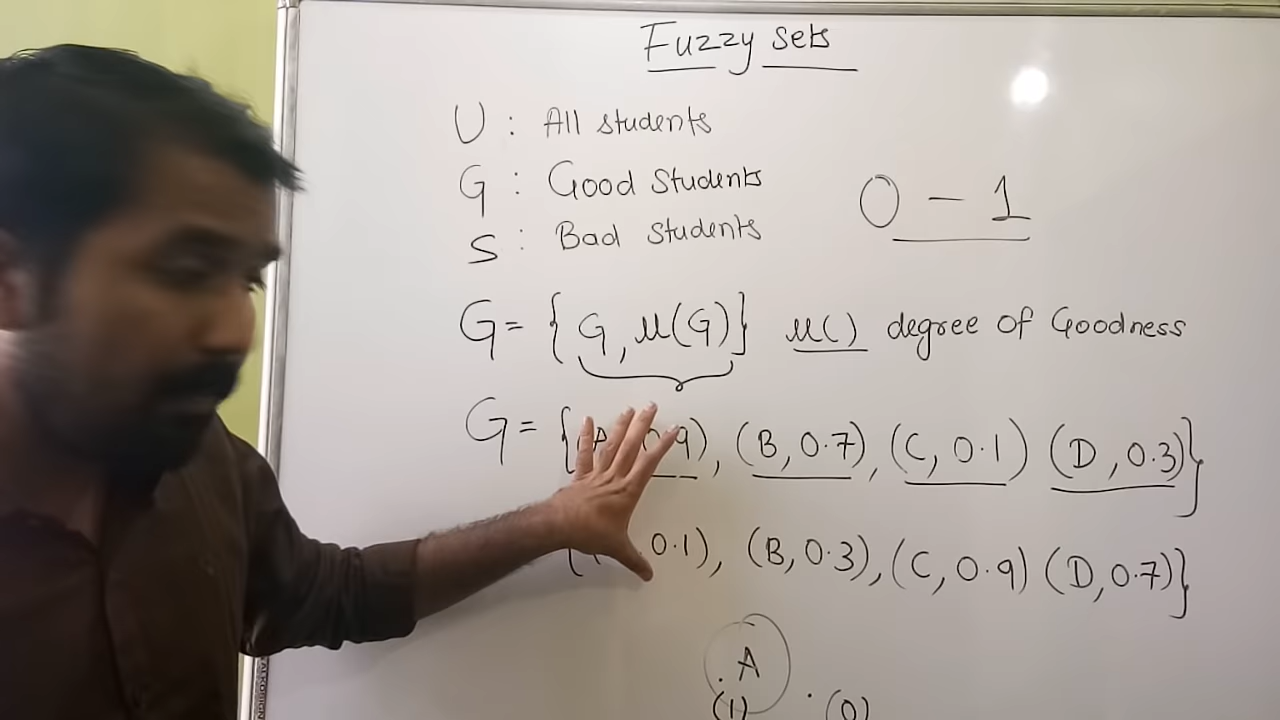 Fuzzy sets
U : All students
G : Good Students
S : Bad Students
0 – 1
G = { G, μ(G) } μ( ) degree of Goodness
G = {(A, 0.9), (B, 0.7), (C, 0.1) (D, 0.3)}
0.1), (B, 0.3), (C, 0.9) (D, 0.7)}
A
(1) (0)